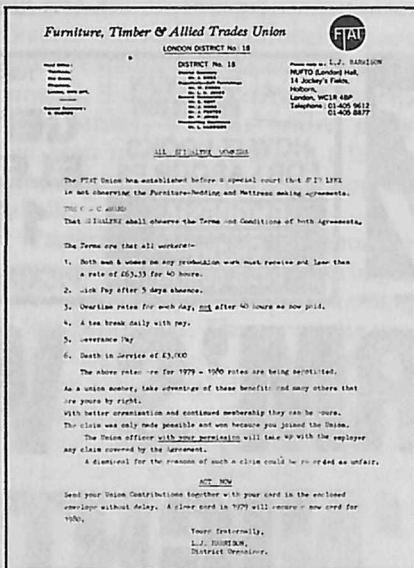 Furniture, Timber & Allied Trades Union
FTAT
LONDON DISTRICT No. 18
Head Office:
DISTRICT No. 18
Please reply to: L.J. HARRISON
NUFTO (London) Hall,
14 Jockey's Fields,
Holborn,
London, WC1R 4BP
Telephone: 01-405 9612
01-405 8877
ALL WORKERS
The FTAT Union has established before a special court that
is not observing the Furniture-Bedding and Mattress making Agreements.
AWARD
That shall observe the Terms and Conditions of both Agreements.
The Terms are that all workers:-
1. Both men & women on any production work must receive not less than
a rate of £63.33 for 40 hours.
2. Sick Pay after 3 days absence.
3. Overtime rates for each day, not after 40 hours as now paid.
4. A tea break daily with pay.
5. Severance Pay
6. Death in Service of £3,000
The above rates are for 1979 - 1980 rates are being negotiated.
As a union member, take advantage of these benefits and many others that
are yours by right.
With better organisation and continued membership they can be yours.
The claim was only made possible and won because you joined the Union.
The Union officer with your permission will take up with the employer
any claim covered by the Agreement.
A dismissal for the reasons of such a claim could be regarded as unfair.
ACT NOW
Send your Union Contributions together with your card in the enclosed
envelope without delay. A clear card in 1979 will ensure a new card for
1980.
Yours fraternally,
L.J. HARRISON,
District Organiser.